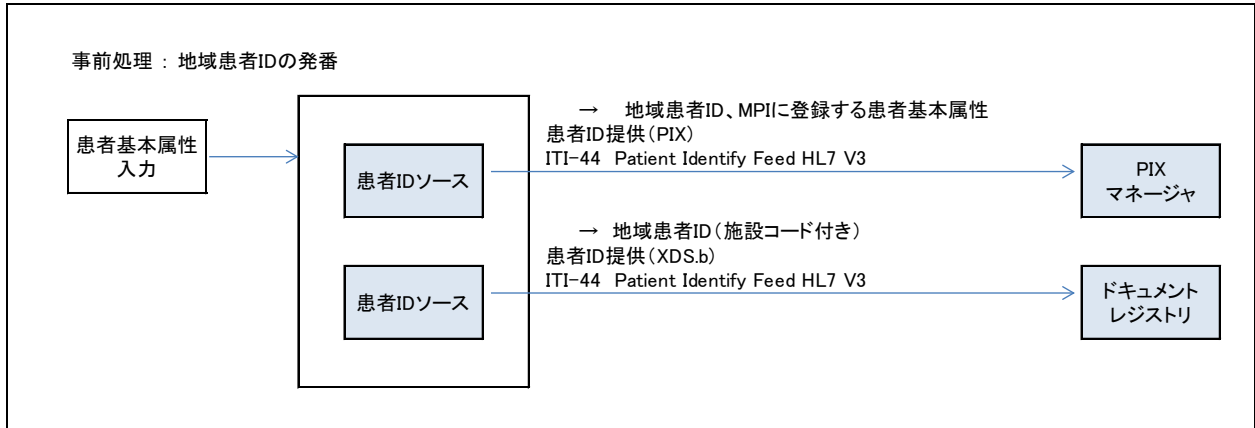 事前処理 : 地域患者IDの発番
患者基本属性
入力
患者IDソース
→ 地域患者ID、MPIに登録する患者基本属性
患者ID提供(PIX)
ITI-44 Patient Identify Feed HL7 V3
PIX
マネージャ
患者IDソース
→ 地域患者ID(施設コード付き)
患者ID提供(XDS.b)
ITI-44 Patient Identify Feed HL7 V3
ドキュメント
レジストリ